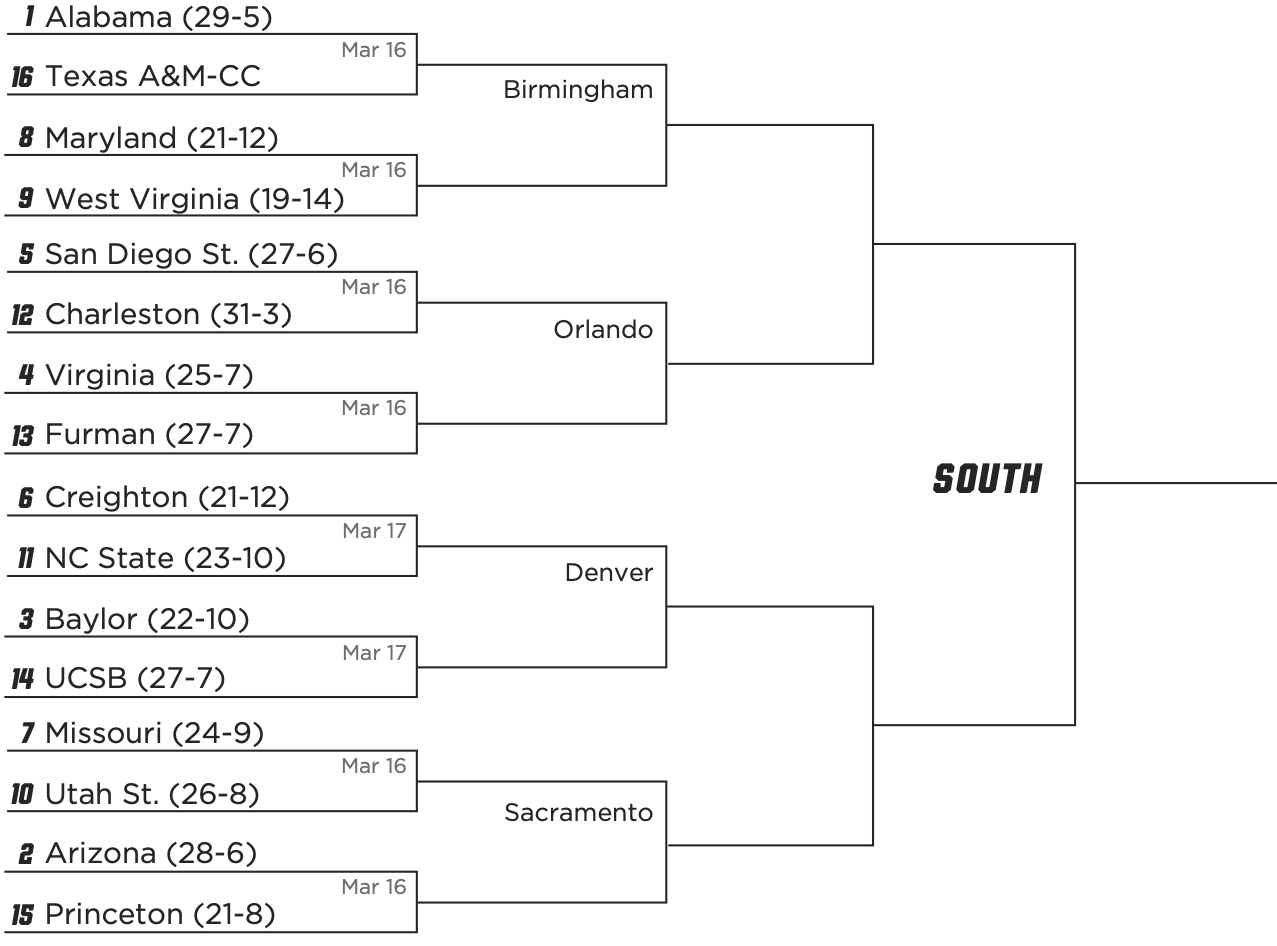 1 Alabama (29-5)
Mar 16
16 Texas A&M-CC
Birmingham
8 Maryland (21-12)
Mar 16
9 West Virginia (19-14)
5 San Diego St. (27-6)
Mar 16
12 Charleston (31-3)
Orlando
4 Virginia (25-7)
Mar 16
13 Furman (27-7)
SOUTH
6 Creighton (21-12)
Mar 17
11 NC State (23-10)
Denver
3 Baylor (22-10)
Mar 17
14 UCSB (27-7)
7 Missouri (24-9)
Mar 16
10 Utah St. (26-8)
Sacramento
2 Arizona (28-6)
Mar 16
15 Princeton (21-8)